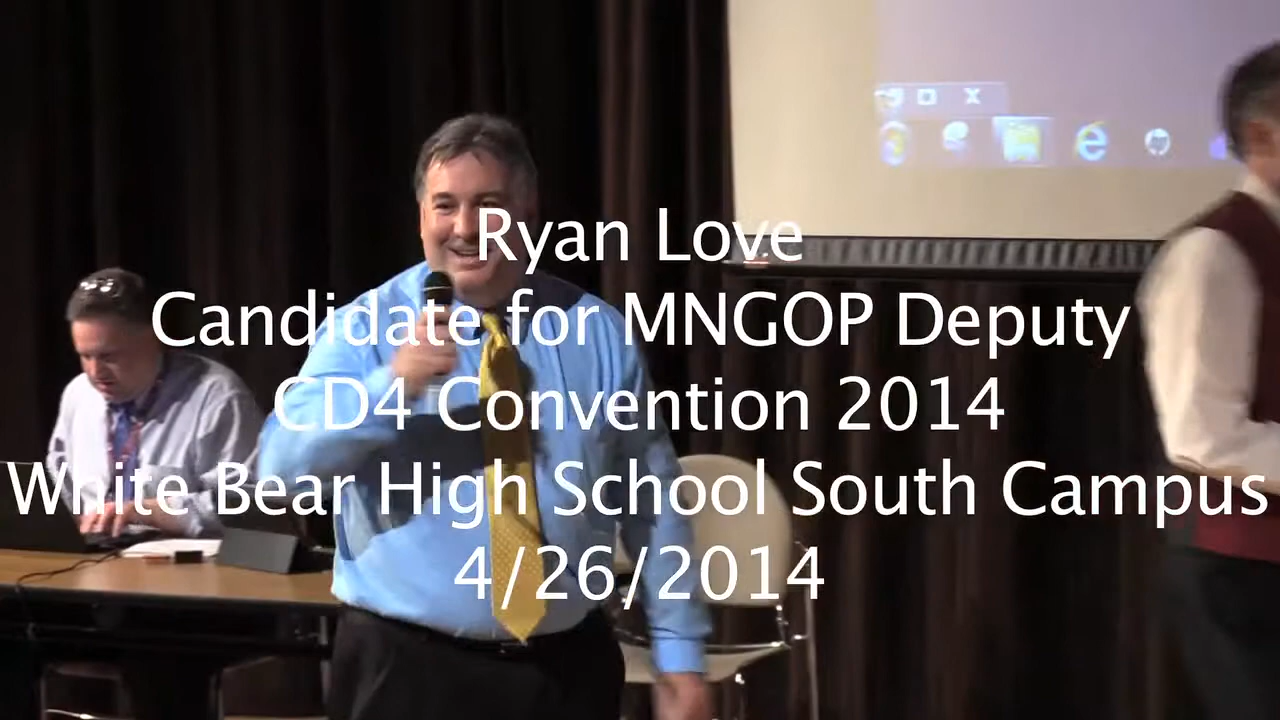 Ryan Love
Candidate for MNGOP Deputy
CD4 Convention 2014
White Bear High School South Campus
4/26/2014